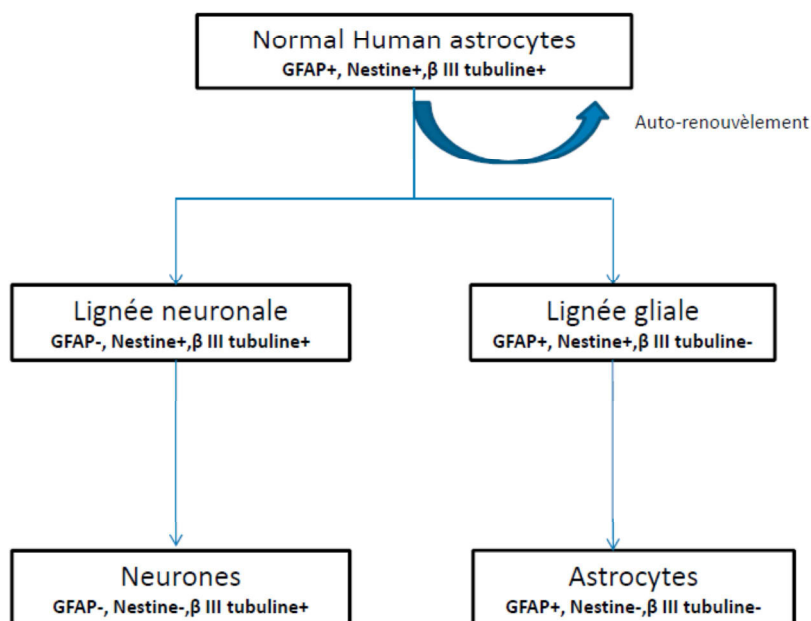 Normal Human astrocytes
GFAP+, Nestine+,β III tubuline+
Auto-renouvèlement
Lignée neuronale
GFAP-, Nestine+,β III tubuline+
Lignée gliale
GFAP+, Nestine+,β III tubuline-
Neurones
GFAP-, Nestine-,β III tubuline+
Astrocytes
GFAP+, Nestine-,β III tubuline-